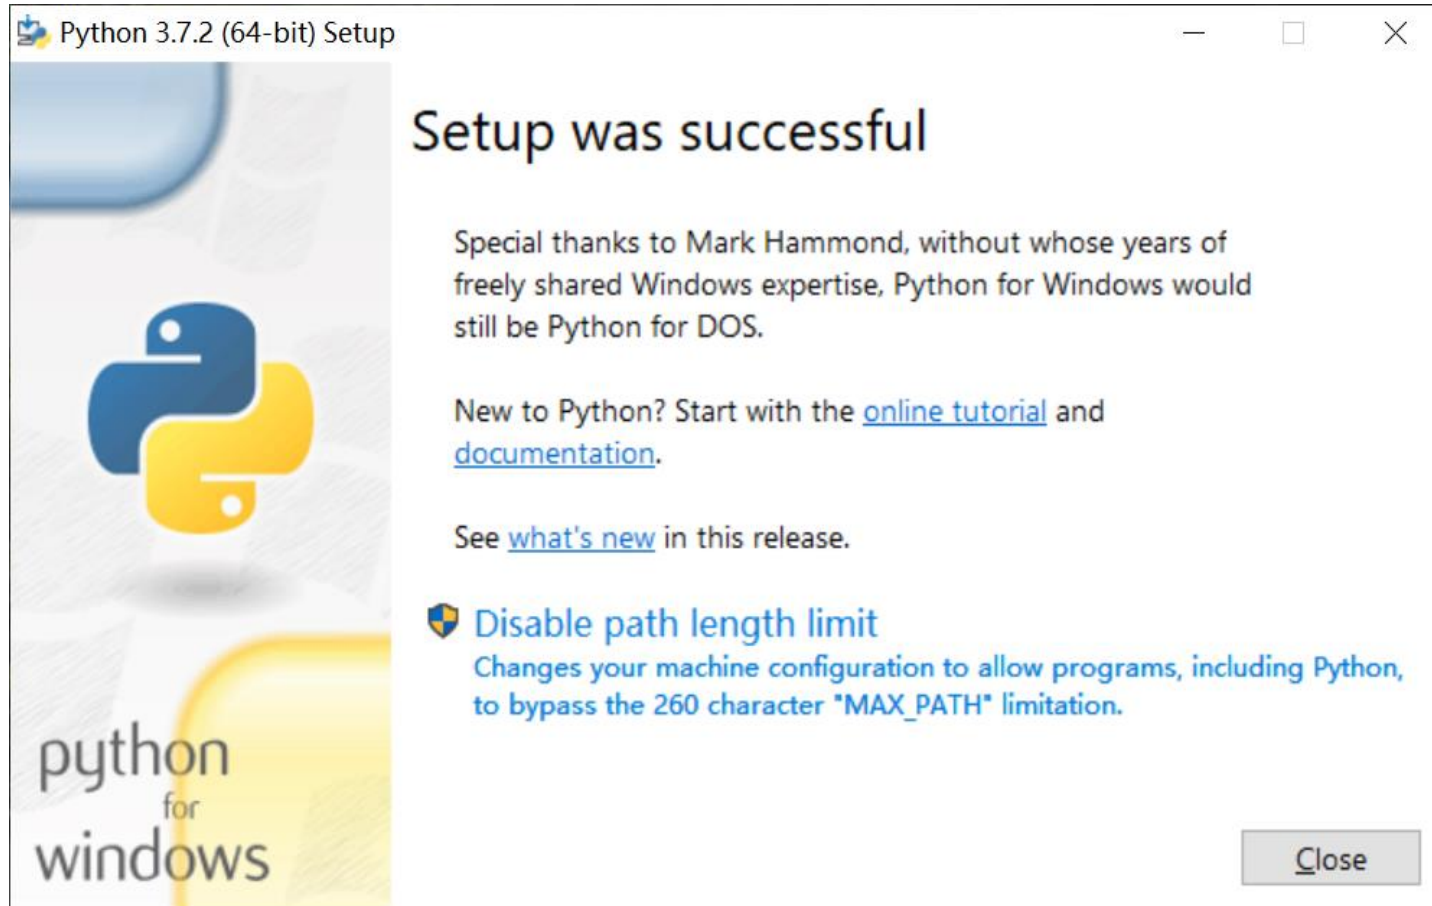 Python 3.7.2 (64-bit) Setup
Setup was successful
Special thanks to Mark Hammond, without whose years of
freely shared Windows expertise, Python for Windows would
still be Python for DOS.
New to Python? Start with the online tutorial and
documentation.
See what's new in this release.
Disable path length limit
Changes your machine configuration to allow programs, including Python,
to bypass the 260 character "MAX_PATH" limitation.
python
for
windows
Close